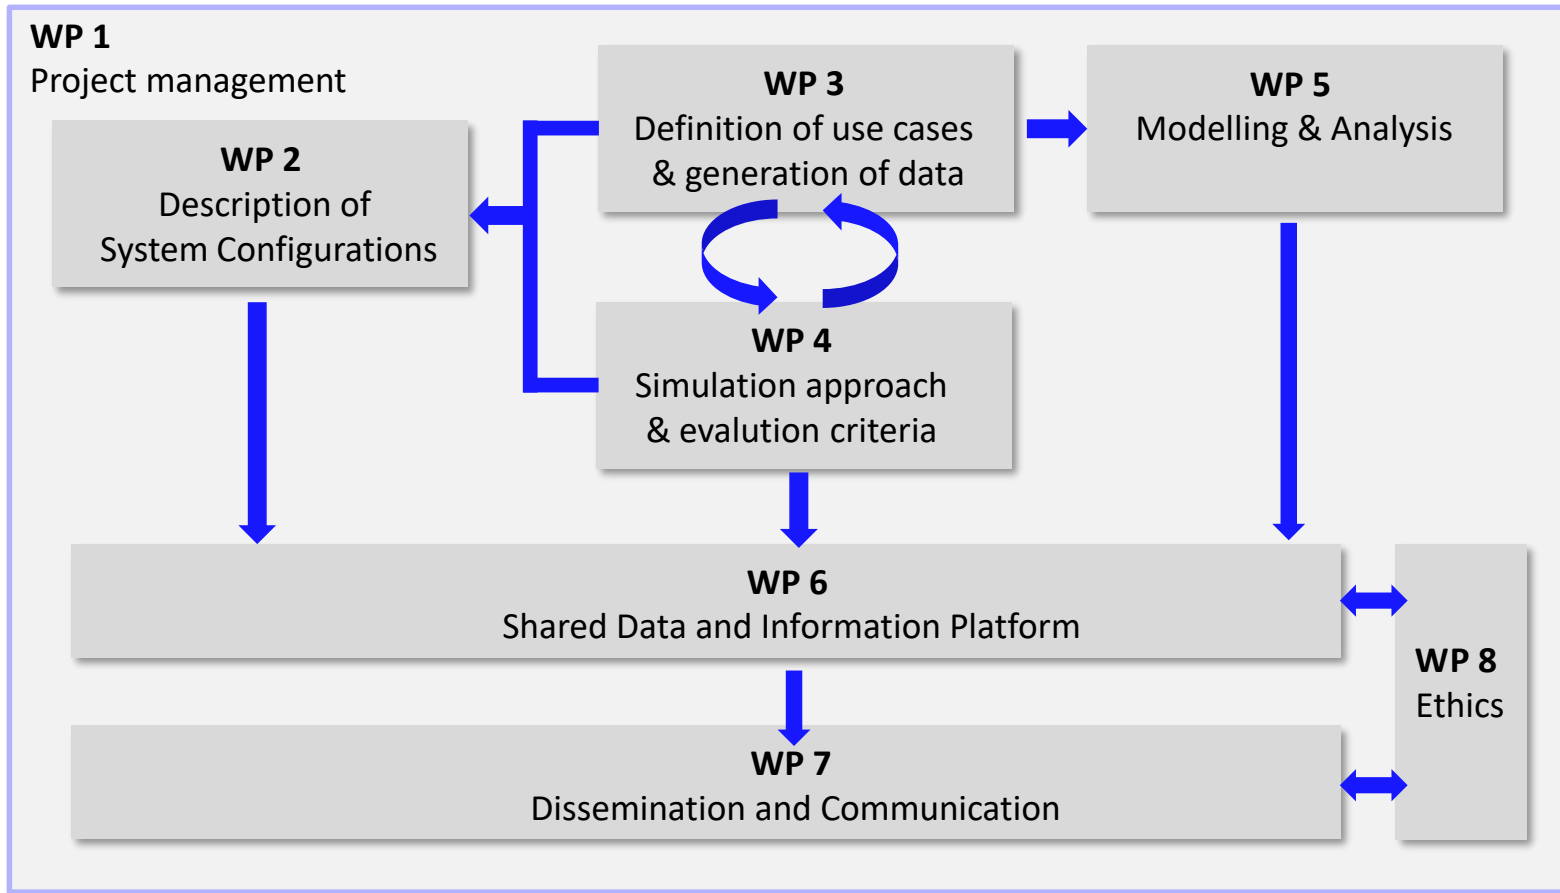 WP 1
Project management
WP 2
Description of
System Configurations
WP 3
Definition of use cases
& generation of data
WP 4
Simulation approach
& evalution criteria
WP 5
Modelling & Analysis
WP 6
Shared Data and Information Platform
WP 7
Dissemination and Communication
WP 8
Ethics